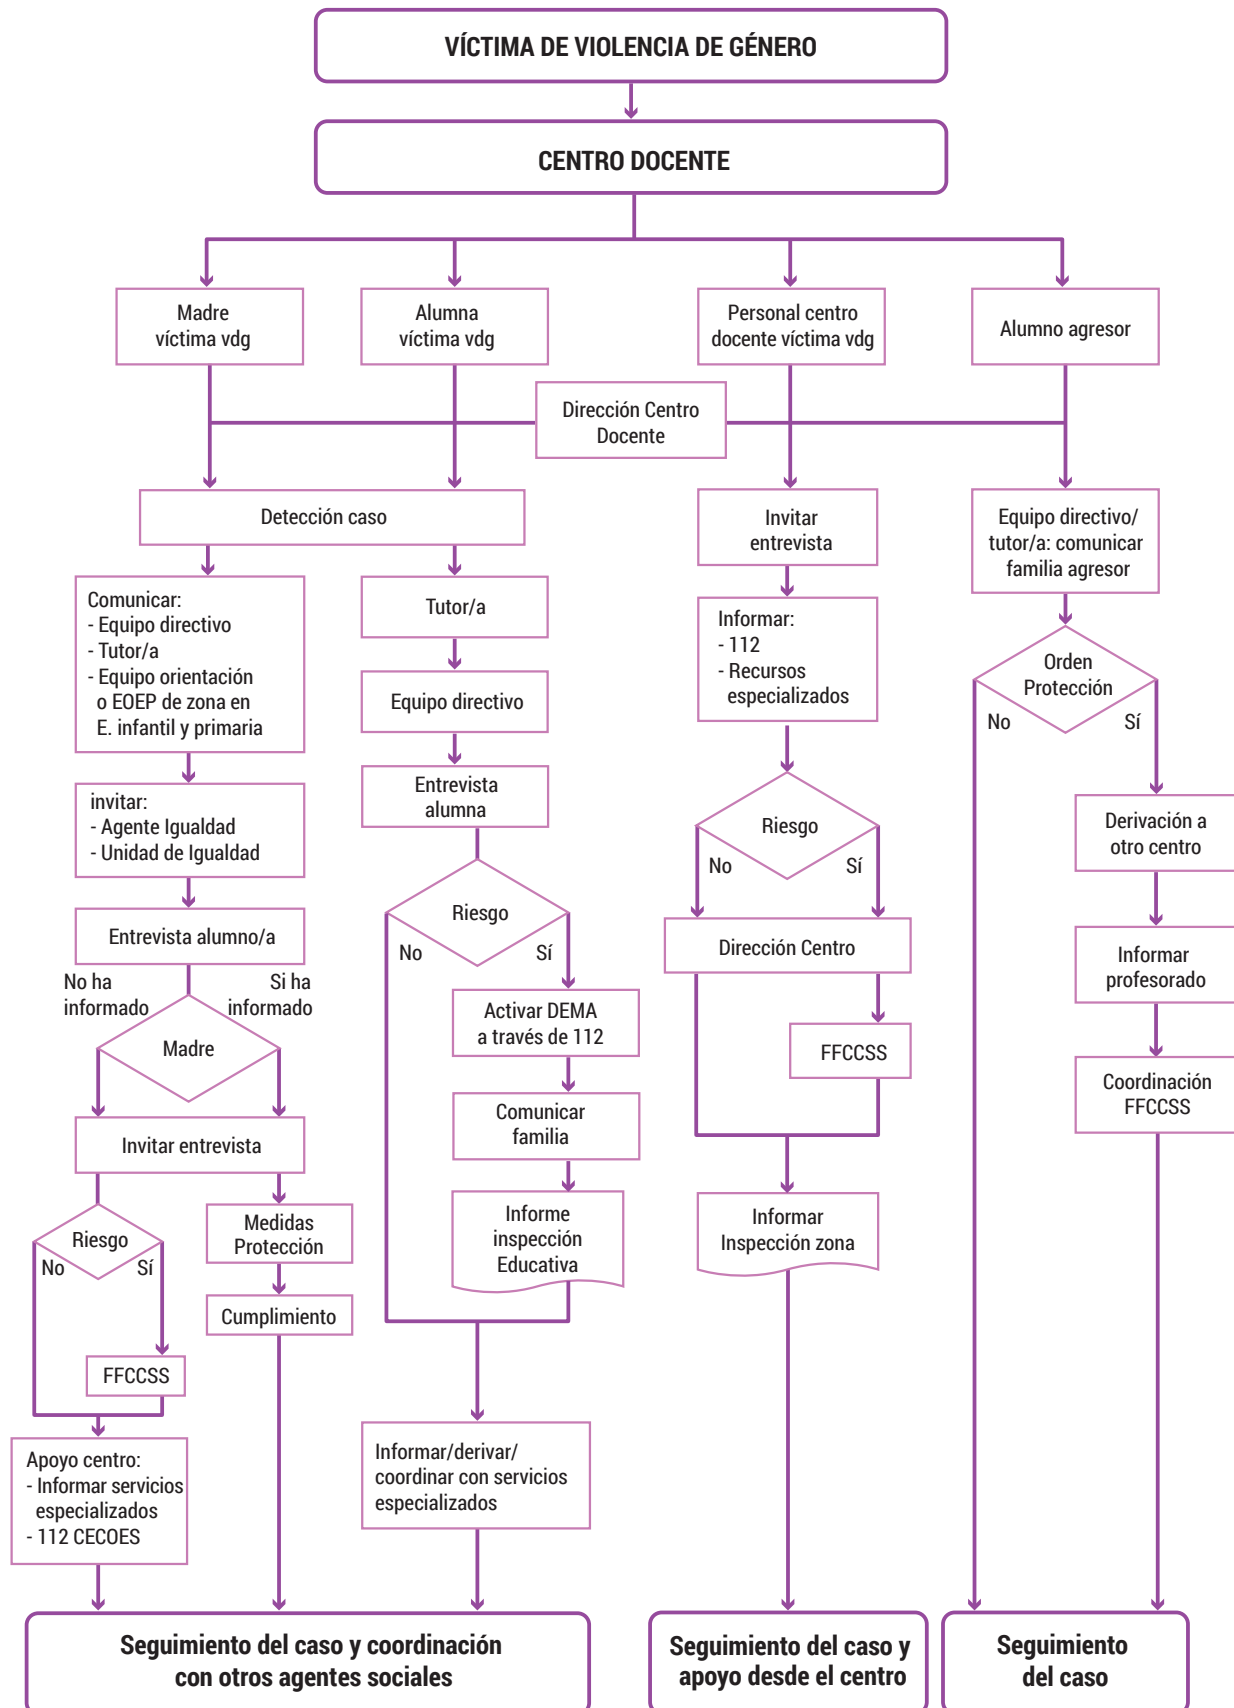 VÍCTIMA DE VIOLENCIA DE GÉNERO
CENTRO DOCENTE
Madre
víctima vdg
Alumna
víctima vdg
Personal centro
docente víctima vdg
Alumno agresor
Dirección Centro
Docente
Detección caso
Comunicar:
- Equipo directivo
- Tutor/a
- Equipo orientación
o EOEP de zona en
E. infantil y primaria
invitar:
- Agente Igualdad
- Unidad de Igualdad
Entrevista alumno/a
No ha
informado
Si ha
informado
Madre
Invitar entrevista
Riesgo
No
Sí
FFCCSS
Apoyo centro:
- Informar servicios
especializados
- 112 CECOES
Medidas
Protección
Cumplimiento
Tutor/a
Equipo directivo
Entrevista
alumna
Riesgo
No
Sí
Activar DEMA
a través de 112
Comunicar
familia
Informe
inspección
Educativa
Informar/derivar/
coordinar con servicios
especializados
Seguimiento del caso y coordinación
con otros agentes sociales
Invitar
entrevista
Informar:
- 112
- Recursos
especializados
Riesgo
No
Sí
Dirección Centro
FFCCSS
Informar
Inspección zona
Seguimiento del caso y
apoyo desde el centro
Equipo directivo/
tutor/a: comunicar
familia agresor
Orden
Protección
No
Sí
Derivación a
otro centro
Informar
profesorado
Coordinación
FFCCSS
Seguimiento
del caso